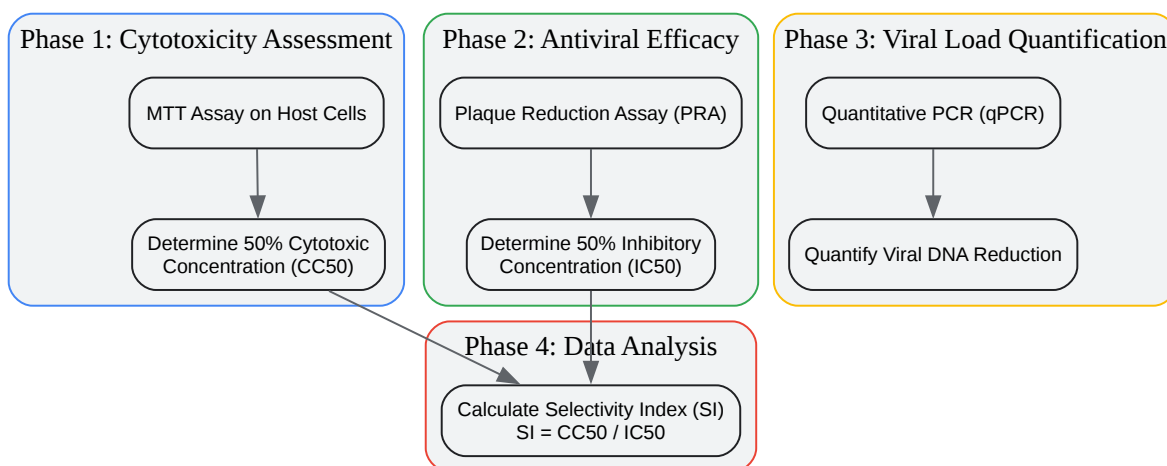 Phase 1: Cytotoxicity Assessment
MTT Assay on Host Cells
Determine 50% Cytotoxic
Concentration (CC50)
Phase 2: Antiviral Efficacy
Plaque Reduction Assay (PRA)
Determine 50% Inhibitory
Concentration (IC50)
Phase 3: Viral Load Quantification
Quantitative PCR (qPCR)
Quantify Viral DNA Reduction
Phase 4: Data Analysis
Calculate Selectivity Index (SI)
SI = CC50 / IC50